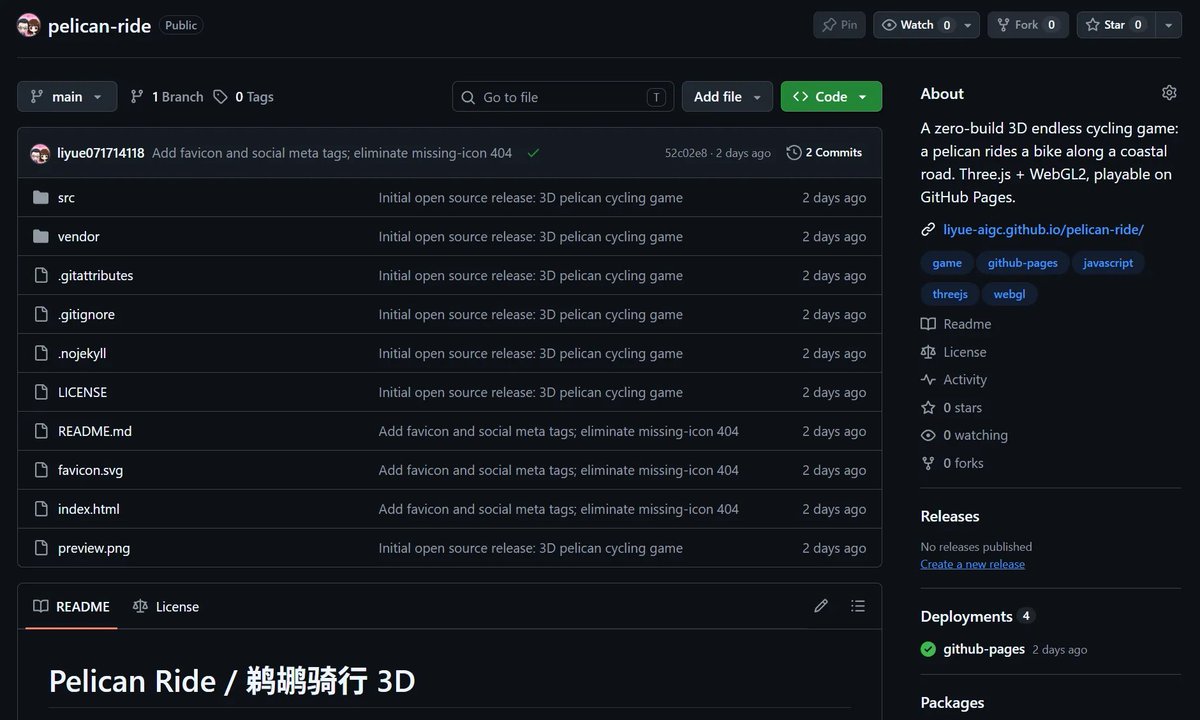 pelican-ride Public
Pin Watch 0 Fork 0 Star 0
main 1 Branch 0 Tags Go to file T Add file Code
liyue071714118 Add favicon and social meta tags; eliminate missing-icon 404 52c02e8 · 2 days ago 2 Commits
src Initial open source release: 3D pelican cycling game 2 days ago
vendor Initial open source release: 3D pelican cycling game 2 days ago
.gitattributes Initial open source release: 3D pelican cycling game 2 days ago
.gitignore Initial open source release: 3D pelican cycling game 2 days ago
.nojekyll Initial open source release: 3D pelican cycling game 2 days ago
LICENSE Initial open source release: 3D pelican cycling game 2 days ago
README.md Add favicon and social meta tags; eliminate missing-icon 404 2 days ago
favicon.svg Add favicon and social meta tags; eliminate missing-icon 404 2 days ago
index.html Add favicon and social meta tags; eliminate missing-icon 404 2 days ago
preview.png Initial open source release: 3D pelican cycling game 2 days ago
README License
Pelican Ride / 鹈鹕骑行 3D
About
A zero-build 3D endless cycling game:
a pelican rides a bike along a coastal
road. Three.js + WebGL2, playable on
GitHub Pages.
liyue-aigc.github.io/pelican-ride/
game github-pages javascript
threejs webgl
Readme
License
Activity
0 stars
0 watching
0 forks
Releases
No releases published
Create a new release
Deployments 4
github-pages 2 days ago
Packages